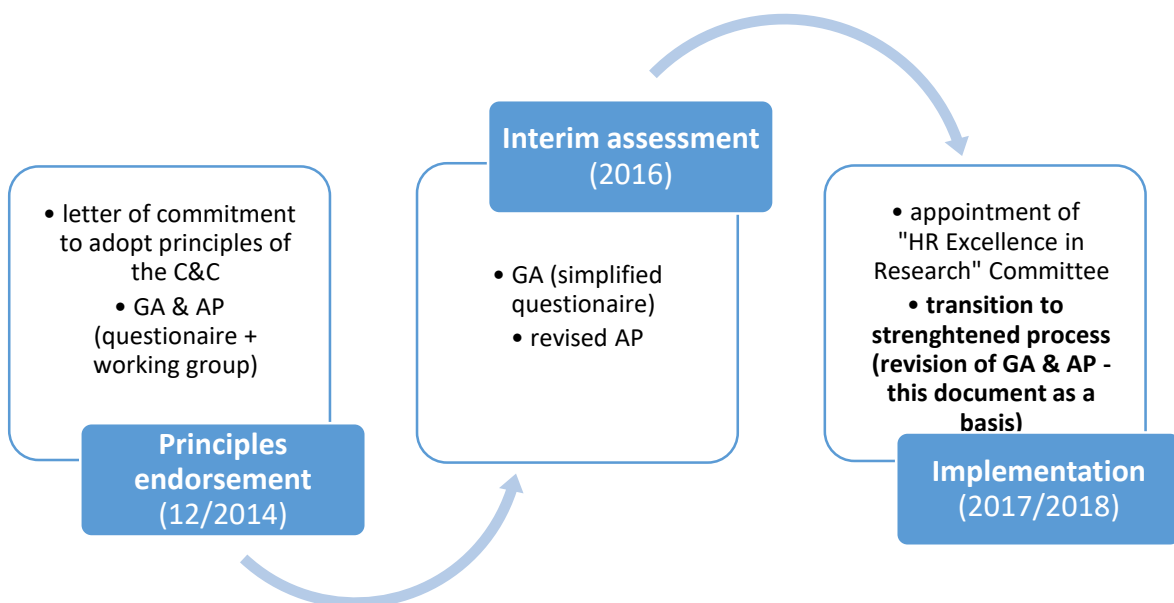 • letter of commitment
to adopt principles of
the C&C
• GA & AP
(questionaire +
working group)
Principles
endorsement
(12/2014)
Interim assessment
(2016)
• GA (simplified
questionaire)
• revised AP
• appointment of
"HR Excellence in
Research" Committee
• transition to
strenghtened process
(revision of GA & AP -
this document as a
basis)
Implementation
(2017/2018)